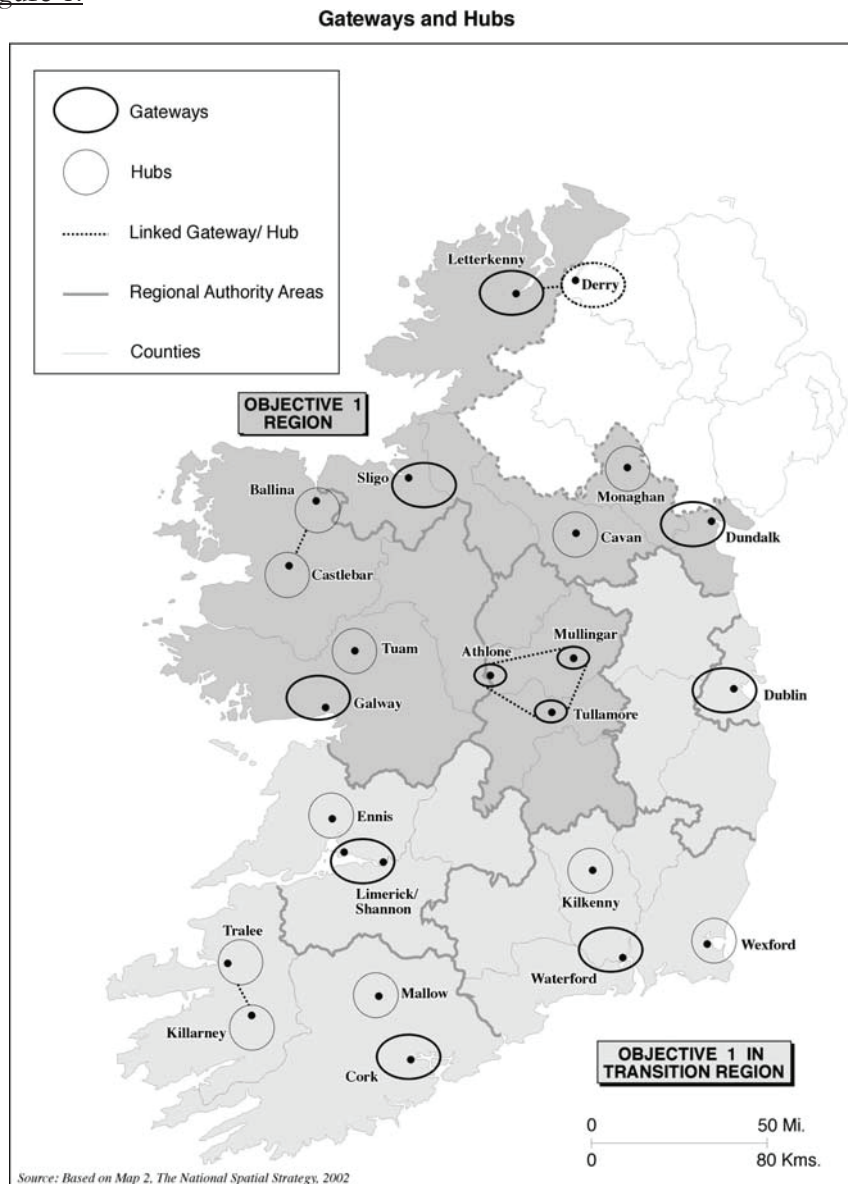 Gateways and Hubs
Gateways
Hubs
Linked Gateway/ Hub
Regional Authority Areas
Counties
Letterkenny
Derry
OBJECTIVE 1
REGION
Sligo
Ballina
Monaghan
Cavan
Dundalk
Castlebar
Mullingar
Athlone
Tuam
Galway
Dublin
Tullamore
Ennis
Limerick/
Shannon
Kilkenny
Tralee
Wexford
Waterford
Mallow
Killarney
Cork
OBJECTIVE 1 IN
TRANSITION REGION
0 50 Mi.
0 80 Kms.
Source: Based on Map 2, The National Spatial Strategy, 2002